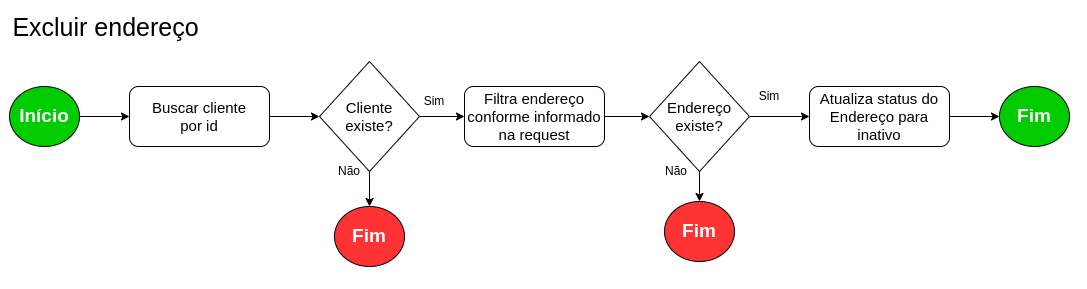 Excluir endereço
Início
Buscar cliente
por id
Cliente
existe?
Sim
Não
Fim
Filtra endereço
conforme informado
na request
Endereço
existe?
Sim
Não
Fim
Atualiza status do
Endereço para
inativo
Fim